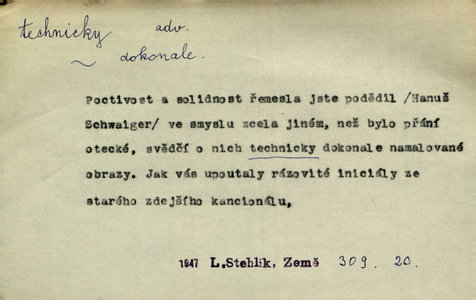 technicky adv.
~ dokonale.
Poctivost a solidnost řemesla jste podědil /Hanuš
Schwaiger/ ve smyslu zcela jiném, než bylo přání
otecké, svědčí o nich technicky dokonale namalované
obrazy. Jak vás upoutaly rázovité iniciály ze
starého zdejšího kancionálu,
1947 L.Stehlík, Země 309. 20.